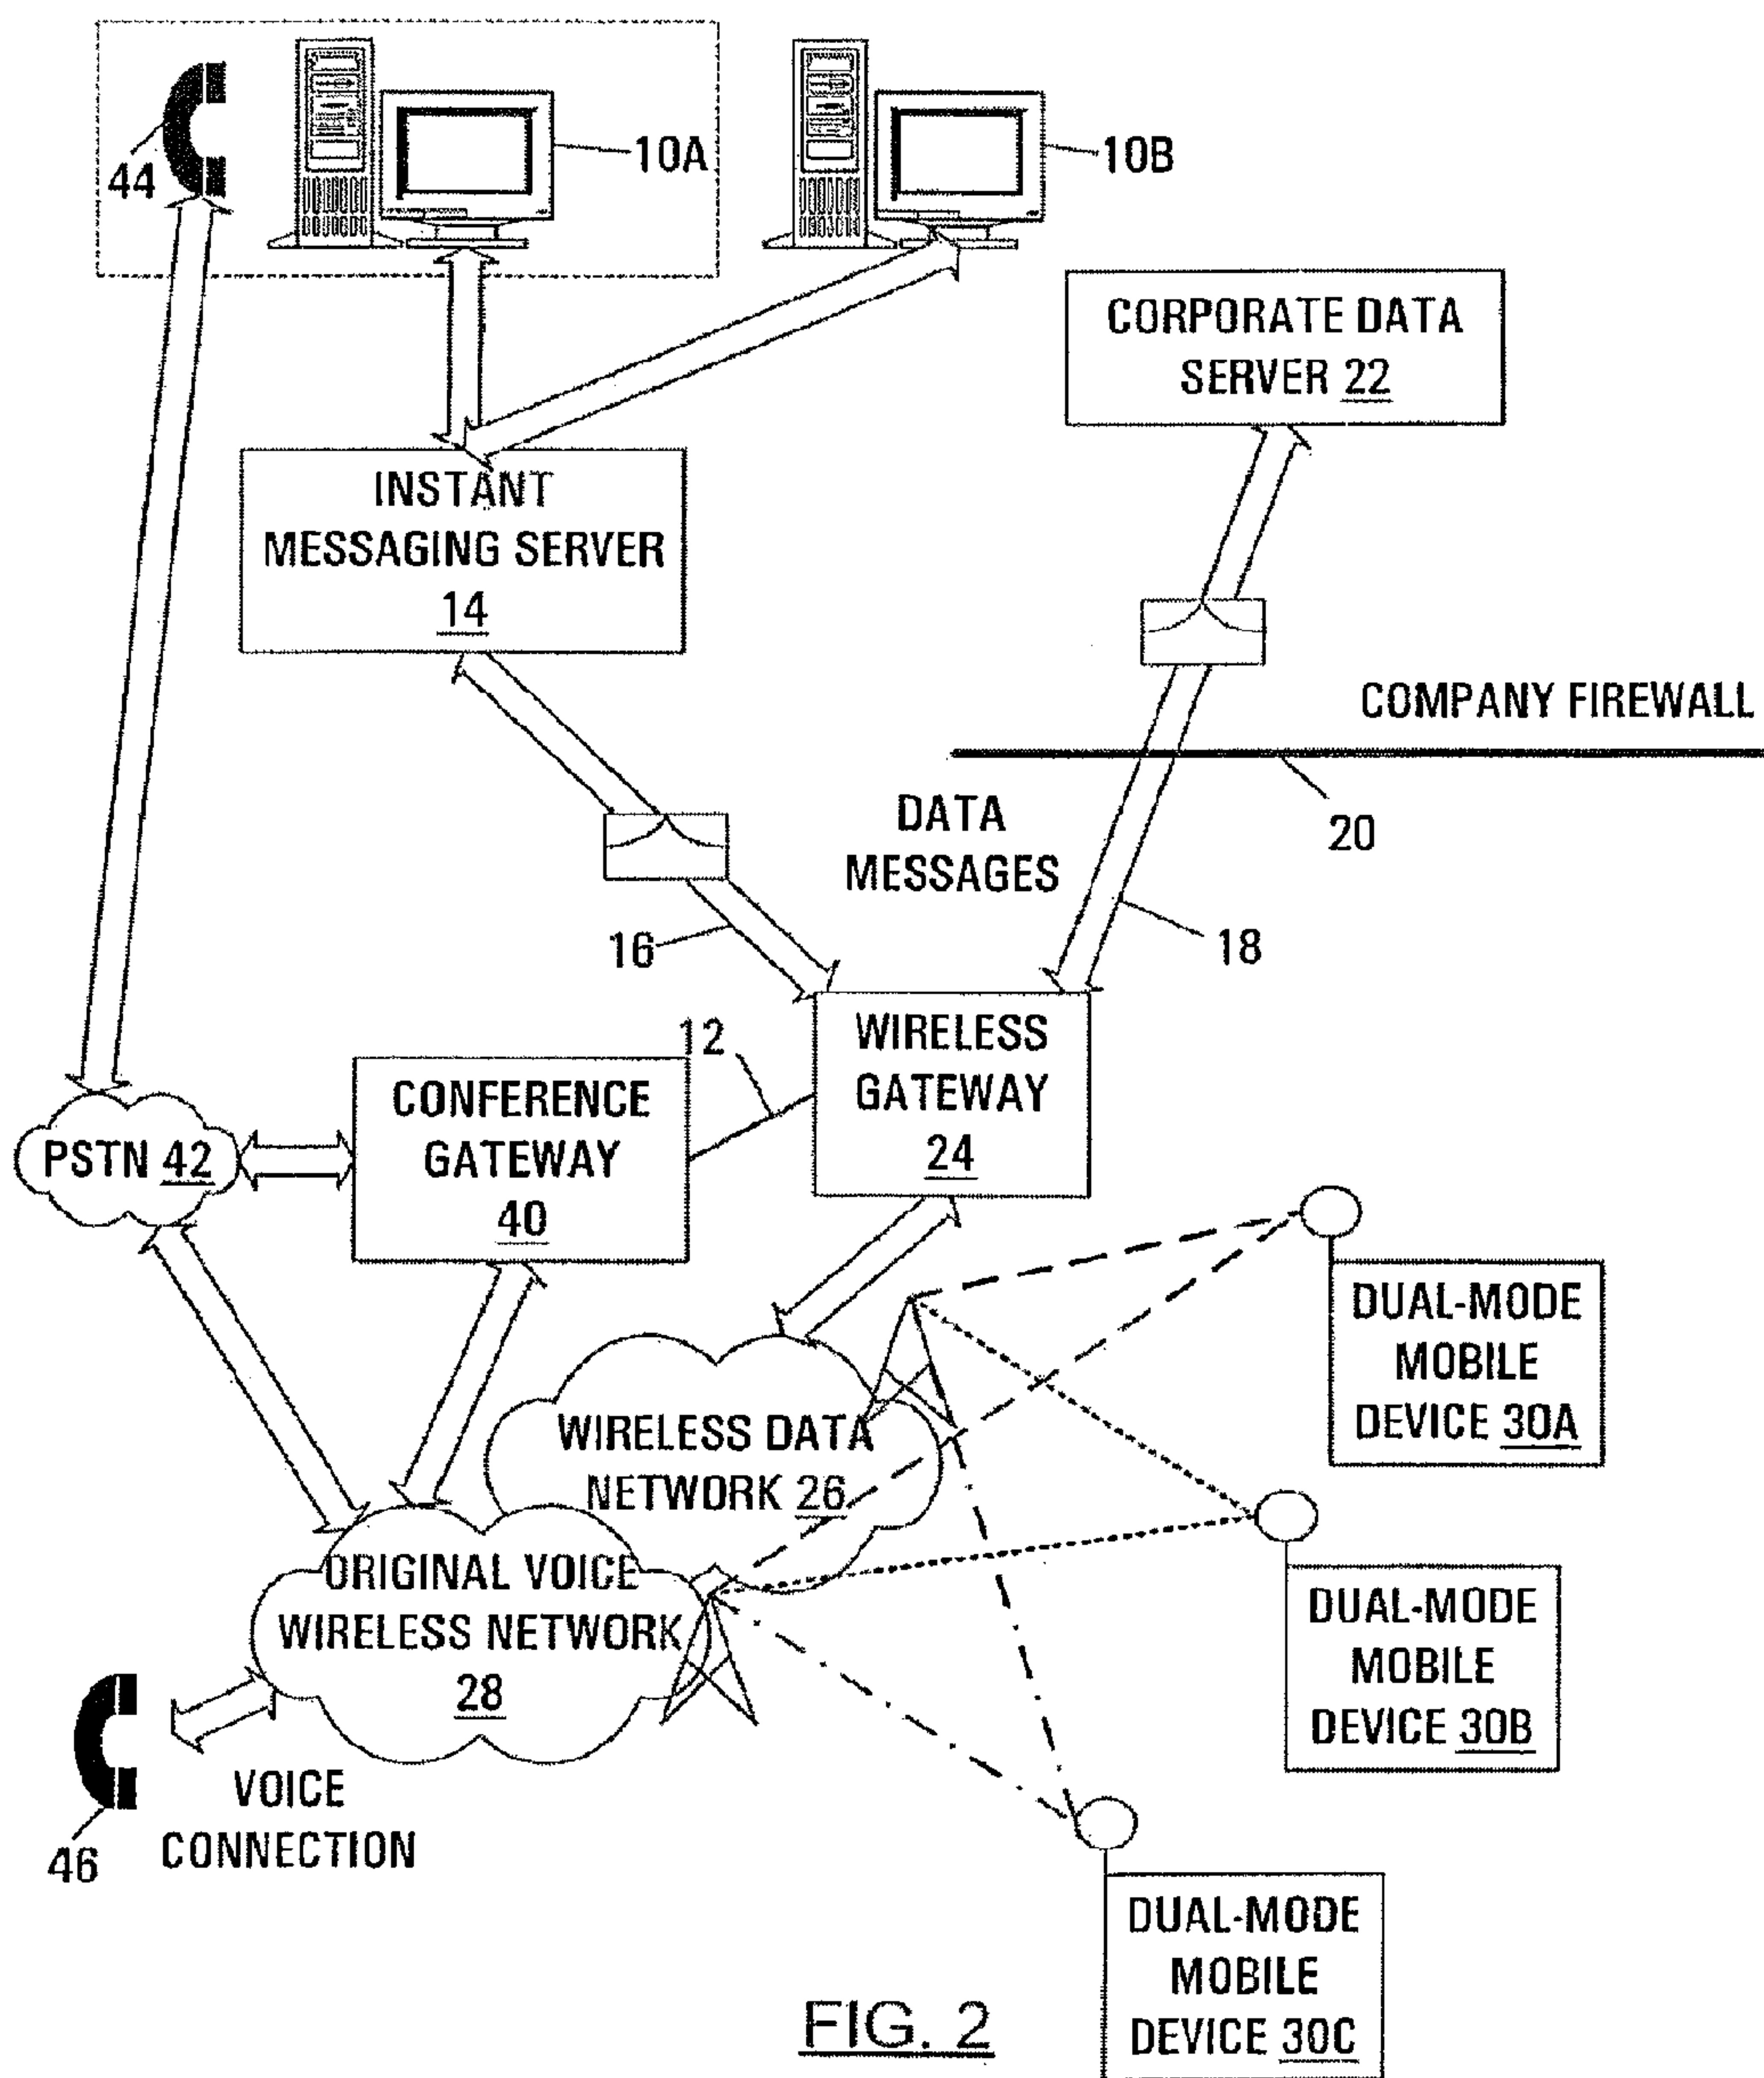 44
10A
10B
CORPORATE DATA
SERVER 22
INSTANT
MESSAGING SERVER
14
COMPANY FIREWALL
20
DATA
MESSAGES
16
18
12
WIRELESS
GATEWAY
24
CONFERENCE
GATEWAY
40
PSTN 42
DUAL-MODE
MOBILE
DEVICE 30A
WIRELESS DATA
NETWORK 26
ORIGINAL VOICE
WIRELESS NETWORK
28
DUAL-MODE
MOBILE
DEVICE 30B
46
VOICE
CONNECTION
DUAL-MODE
MOBILE
DEVICE 30C
FIG. 2